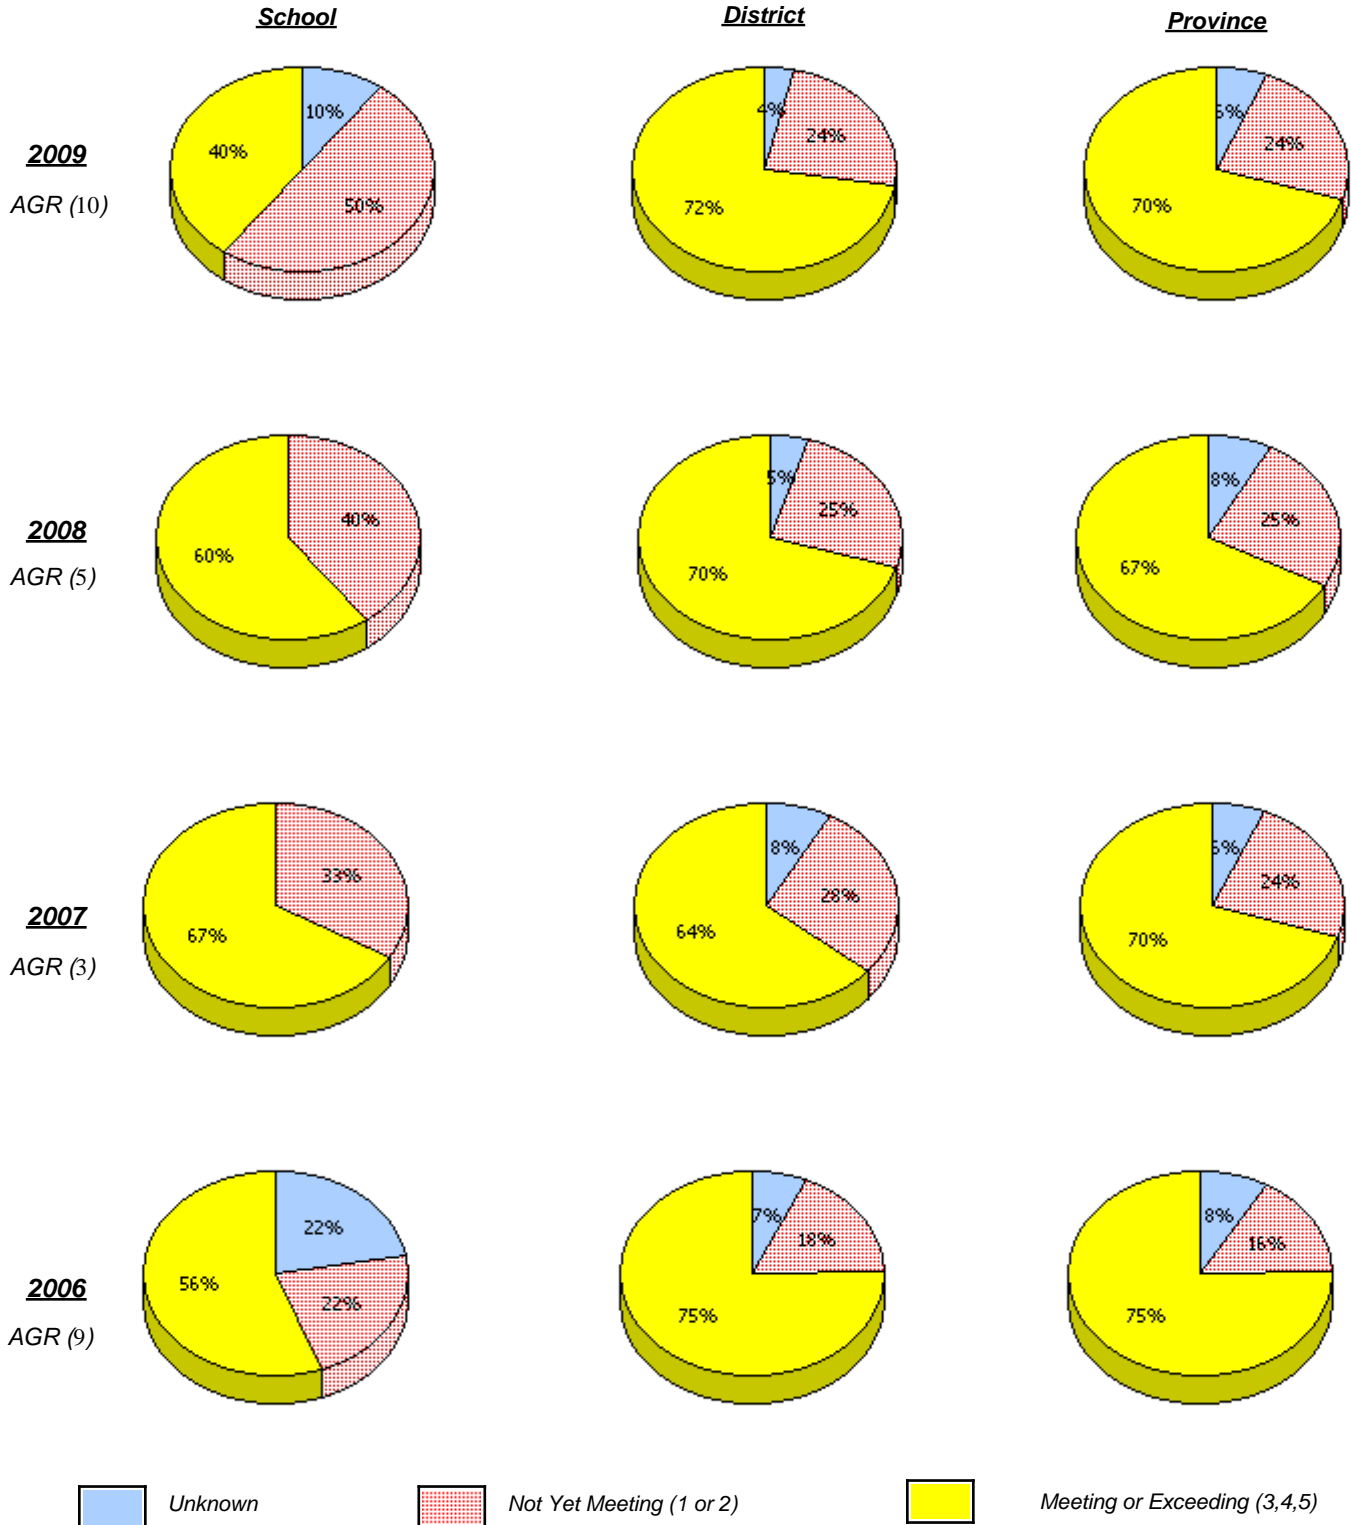 School District Province
10% 4% 6% 
2009 40% 24% 24%
AGR (10) 50% 72% 70%
5% 8%
2008 40% 25% 25%
AGR (5) 60% 70% 67%
8% 6%
2007 33% 28% 24%
AGR (3) 67% 64% 70%
22% 7% 8%
2006 56% 22% 18% 16%
AGR (9) 75% 75%
Unknown Not Yet Meeting (1 or 2) Meeting or Exceeding (3,4,5)